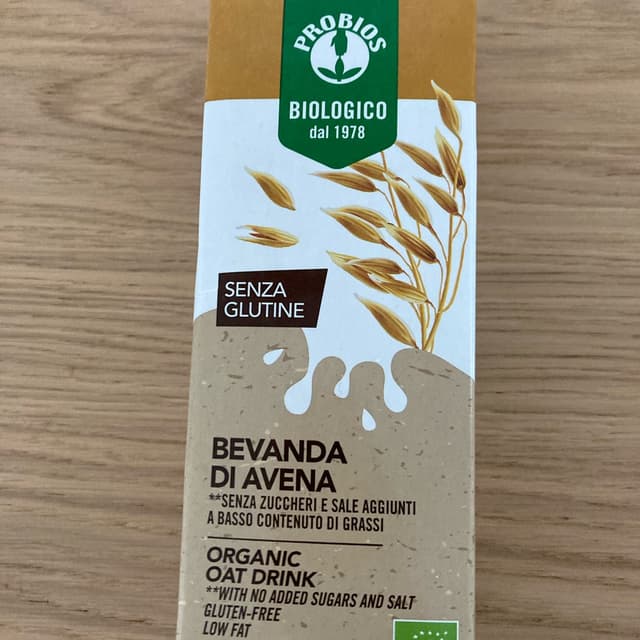 PROBIOS
BIOLOGICO
dal 1978
SENZA
GLUTINE
BEVANDA
DI AVENA
**SENZA ZUCCHERI E SALE AGGIUNTI
A BASSO CONTENUTO DI GRASSI
ORGANIC
OAT DRINK
**WITH NO ADDED SUGARS AND SALT
GLUTEN-FREE
LOW FAT